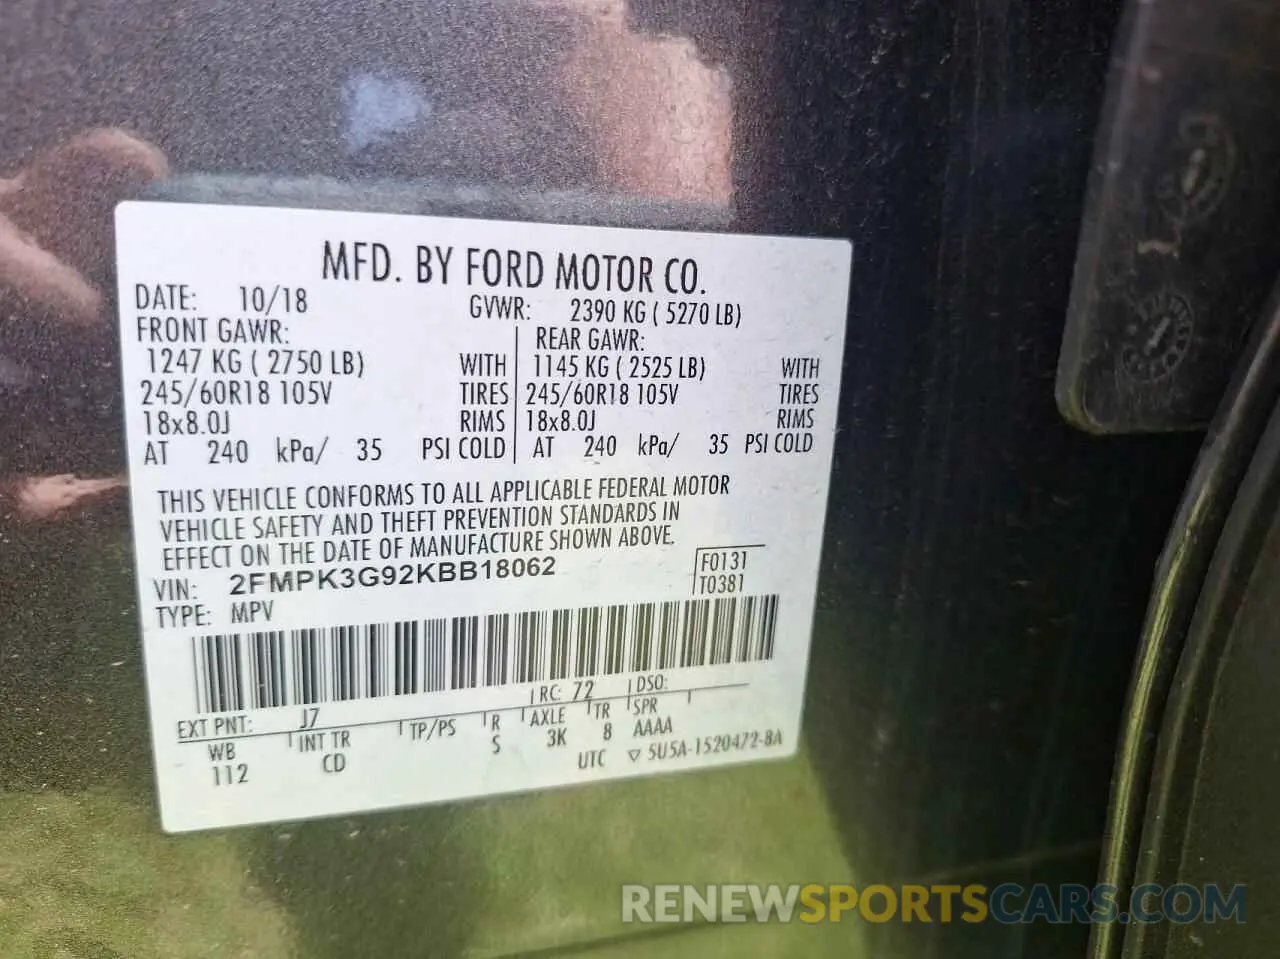 MFD. BY FORD MOTOR CO.
DATE: 10/18 GVWR: 2390 KG ( 5270 LB)
FRONT GAWR: REAR GAWR:
1247 KG ( 2750 LB) WITH 1145 KG ( 2525 LB) WITH
245/60R18 105V TIRES 245/60R18 105V TIRES
18x8.0J RIMS 18x8.0J RIMS
AT 240 kPa/ 35 PSI COLD AT 240 kPa/ 35 PSI COLD
THIS VEHICLE CONFORMS TO ALL APPLICABLE FEDERAL MOTOR
VEHICLE SAFETY AND THEFT PREVENTION STANDARDS IN
EFFECT ON THE DATE OF MANUFACTURE SHOWN ABOVE.
VIN: 2FMPK3G92KBB18062 F0131
TYPE: MPV T0381
RC: 72 DSO:
EXT PNT: J7
WB INT TR TP/PS R AXLE TR SPR
112 CD S 3K 8 AAAA
UTC ▽ 5U5A-1520472-8A
RENEWSPORTSCARS.COM